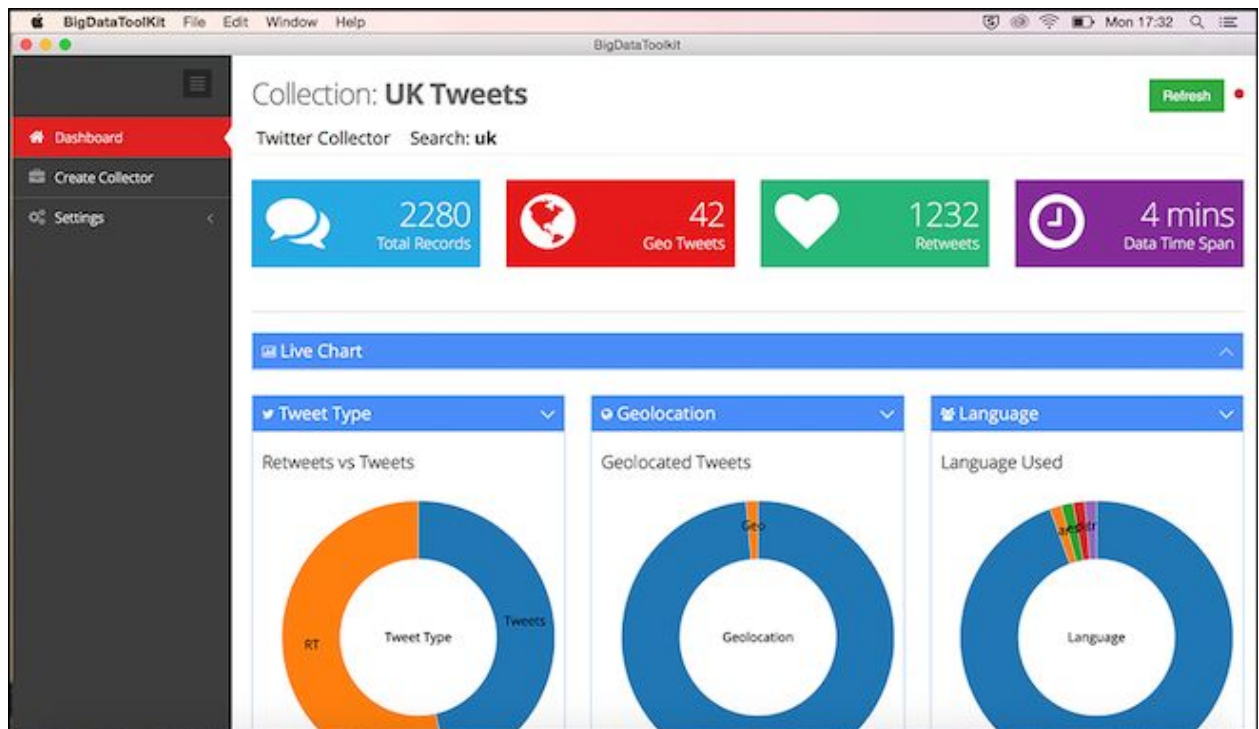 BigDataToolKit File Edit Window Help Mon 17:32
BigDataToolkit
Collection: UK Tweets
Refresh
Dashboard
Twitter Collector Search: uk
Create Collector
Settings
2280
Total Records
42
Geo Tweets
1232
Retweets
4 mins
Data Time Span
Live Chart
Tweet Type
Retweets vs Tweets
RT
Tweet Type
Tweets
Geolocation
Geolocated Tweets
Geo
Geolocation
Language
Language Used
Language